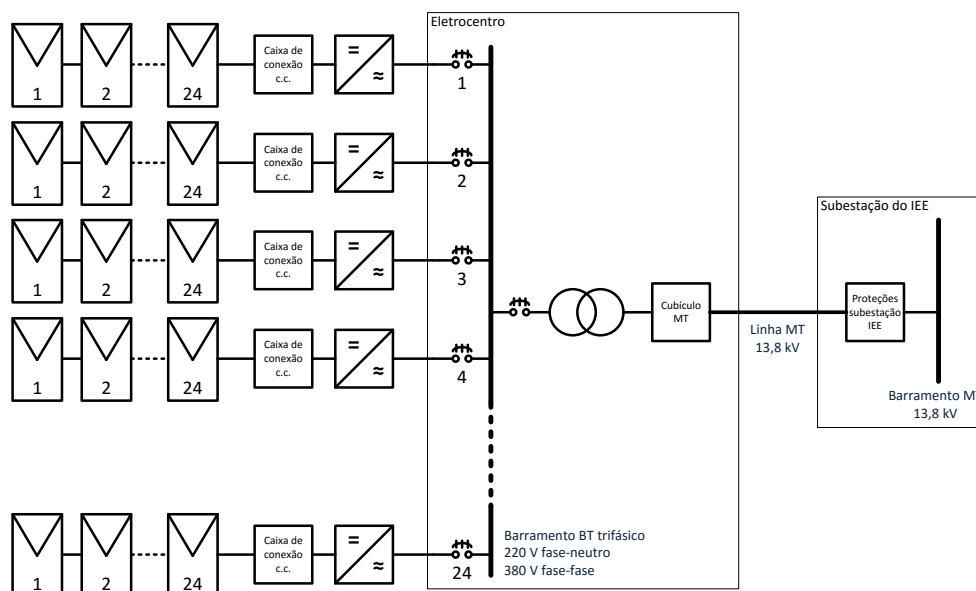 Eletrocentro
1
2
24
Caixa de
conexão
c.c.
=
≈
1
1
2
24
Caixa de
conexão
c.c.
=
≈
2
1
2
24
Caixa de
conexão
c.c.
=
≈
3
1
2
24
Caixa de
conexão
c.c.
=
≈
4
1
2
24
Caixa de
conexão
c.c.
=
≈
24
Barramento BT trifásico
220 V fase-neutro
380 V fase-fase
Cubículo
MT
Linha MT
13,8 kV
Subestação do IEE
Proteções
subestação
IEE
Barramento MT
13,8 kV